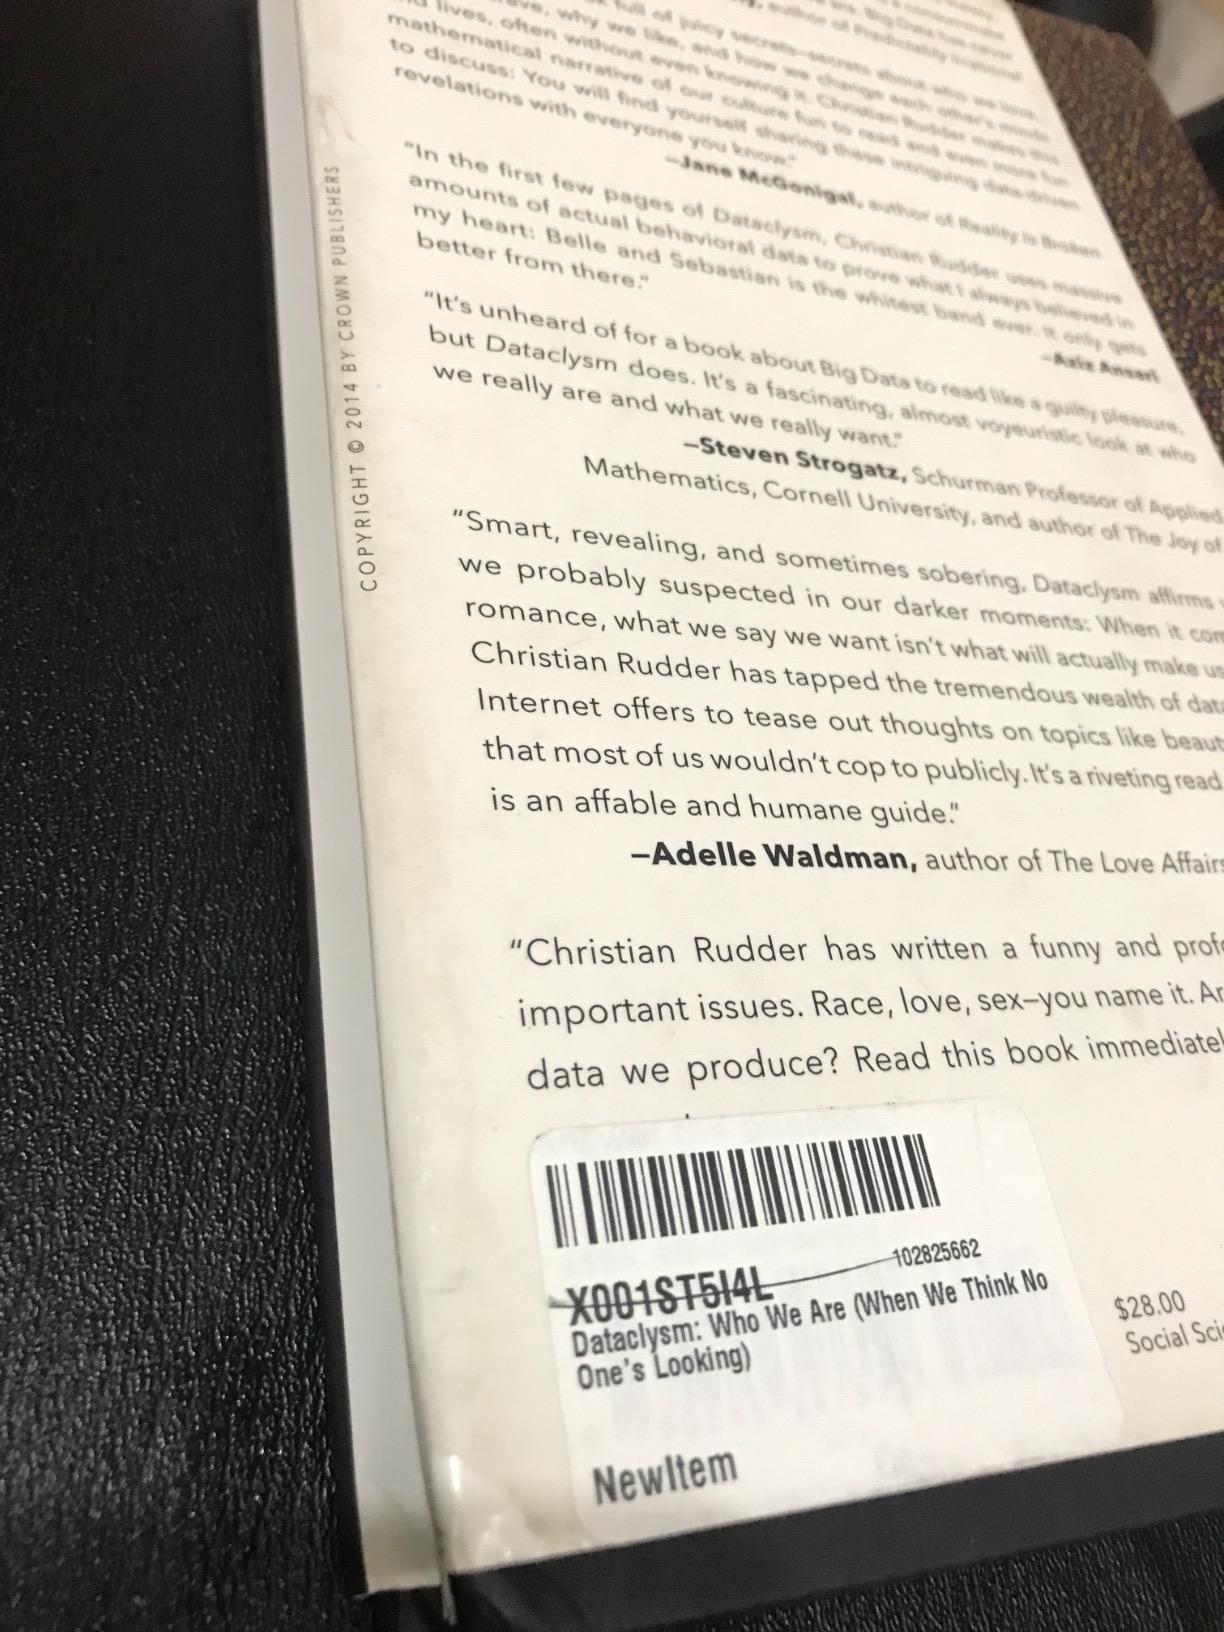 full of juicy secrets—secrets about who we love,
why we like, and how we change each other's minds
lives, often without even knowing it. Christian Rudder makes this
mathematical narrative of our culture fun to read and even more fun
to discuss: You will find yourself sharing these intriguing data-driven
revelations with everyone you know."
—Jane McGonigal, author of Reality Is Broken
"In the first few pages of Dataclysm, Christian Rudder uses massive
amounts of actual behavioral data to prove what I always believed in
my heart: Belle and Sebastian is the whitest band ever. It only gets
better from there."
—Aziz Ansari
"It's unheard of for a book about Big Data to read like a guilty pleasure,
but Dataclysm does. It's a fascinating, almost voyeuristic look at who
we really are and what we really want."
—Steven Strogatz, Schurman Professor of Applied
Mathematics, Cornell University, and author of The Joy of
"Smart, revealing, and sometimes sobering, Dataclysm affirms
we probably suspected in our darker moments: When it
romance, what we say we want isn't what will actually make us
Christian Rudder has tapped the tremendous wealth of
Internet offers to tease out thoughts on topics like
that most of us wouldn't cop to publicly. It's a riveting read
is an affable and humane guide."
—Adelle Waldman, author of The Love Affairs
"Christian Rudder has written a funny and
important issues. Race, love, sex—you name it.
data we produce? Read this book
COPYRIGHT © 2014 BY CROWN PUBLISHERS
102825662
X001ST5I4L
Dataclysm: Who We Are (When We Think No
One's Looking)
NewItem
$28.00
Social